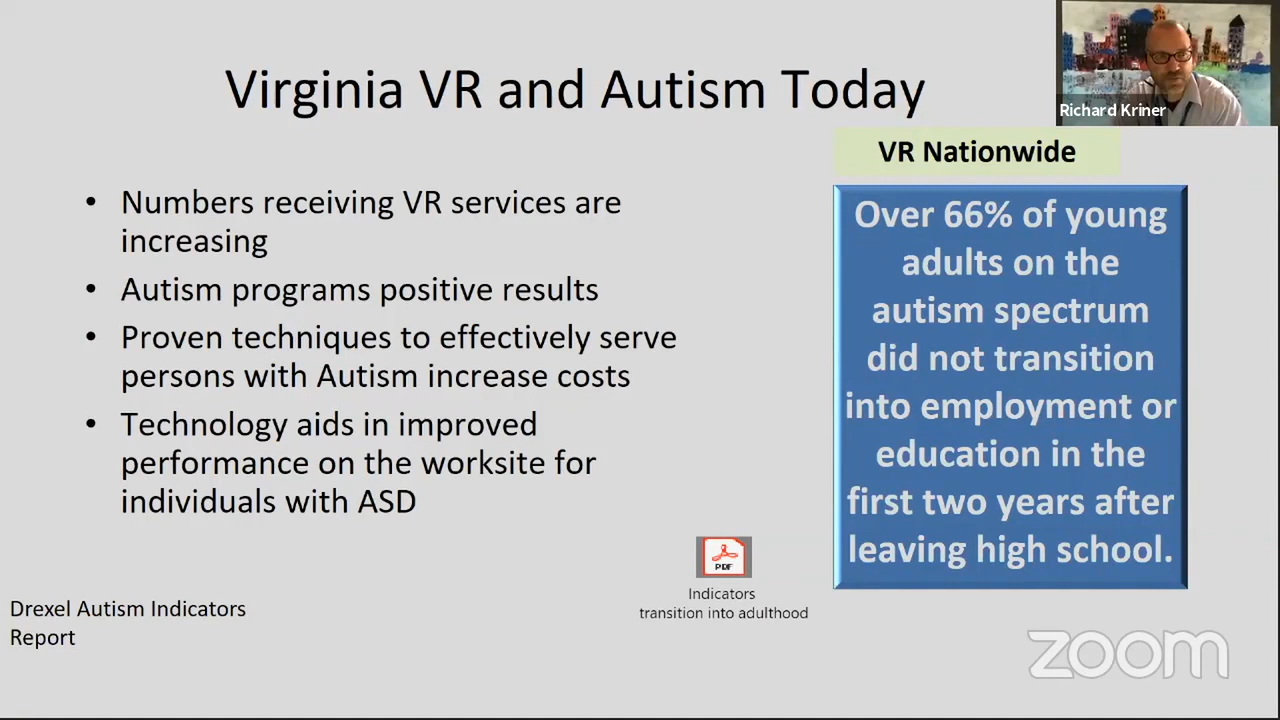 Virginia VR and Autism Today
Richard Kriner
VR Nationwide
• Numbers receiving VR services are
increasing
• Autism programs positive results
• Proven techniques to effectively serve
persons with Autism increase costs
• Technology aids in improved
performance on the worksite for
individuals with ASD
Over 66% of young
adults on the
autism spectrum
did not transition
into employment or
education in the
first two years after
leaving high school.
PDF
Indicators
transition into adulthood
Drexel Autism Indicators
Report
zoom